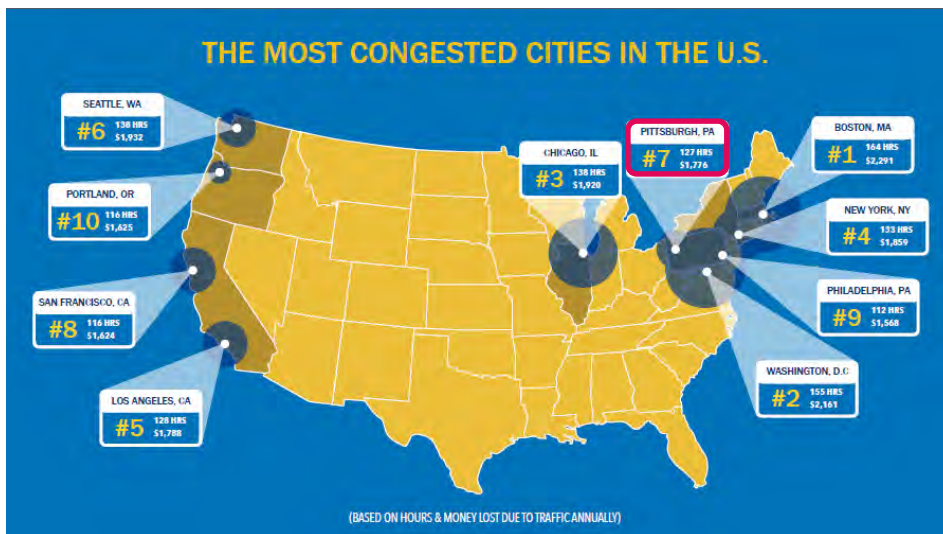 THE MOST CONGESTED CITIES IN THE U.S.
SEATTLE, WA
#6 138 HRS
$1,932
PORTLAND, OR
#10 116 HRS
$1,625
SAN FRANCISCO, CA
#8 116 HRS
$1,624
LOS ANGELES, CA
#5 128 HRS
$1,788
CHICAGO, IL
#3 138 HRS
$1,920
PITTSBURGH, PA
#7 127 HRS
$1,776
BOSTON, MA
#1 164 HRS
$2,291
NEW YORK, NY
#4 133 HRS
$1,859
PHILADELPHIA, PA
#9 112 HRS
$1,568
WASHINGTON, D.C
#2 155 HRS
$2,161
(BASED ON HOURS & MONEY LOST DUE TO TRAFFIC ANNUALLY)